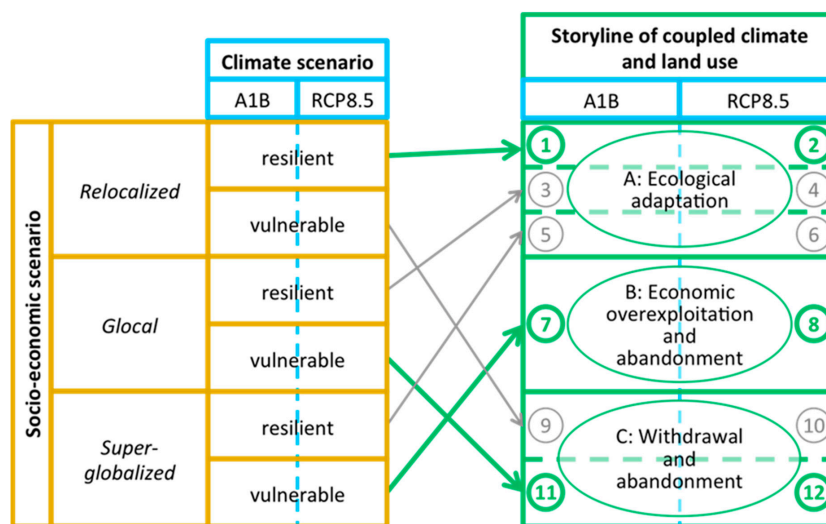 Climate scenario
A1B
RCP8.5
Storyline of coupled climate
and land use
A1B
RCP8.5
Socio-economic scenario
Relocalized
resilient
vulnerable
Glocal
resilient
vulnerable
Super-
globalized
resilient
vulnerable
1
2
3
4
5
6
A: Ecological
adaptation
7
8
B: Economic
overexploitation
and
abandonment
9
10
C: Withdrawal
and
abandonment
11
12